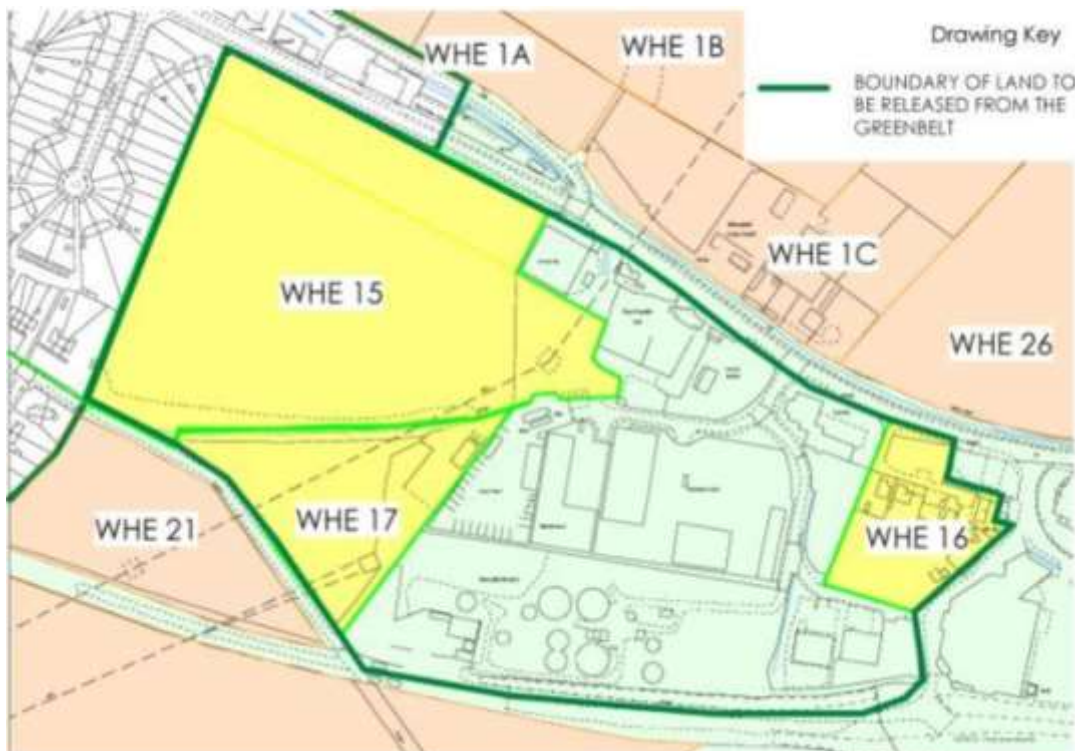 Drawing Key
WHE 1A
WHE 1B
BOUNDARY OF LAND TO
BE RELEASED FROM THE
GREENBELT
WHE 1C
WHE 15
WHE 26
WHE 21
WHE 17
WHE 16